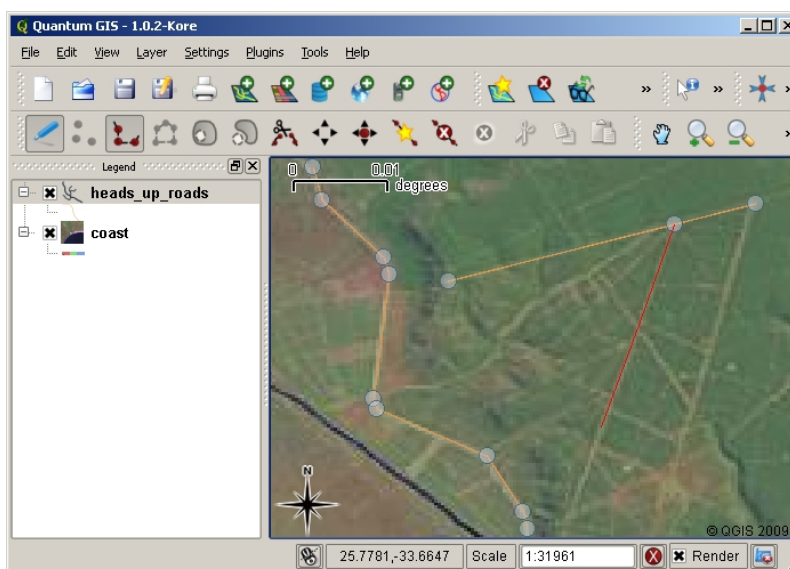 Quantum GIS - 1.0.2-Kore
File Edit View Layer Settings Plugins Tools Help
Legend
heads_up_roads
coast
0 0.01
degrees
N
© QGIS 2009
25.7781,-33.6647 Scale 1:31961 Render